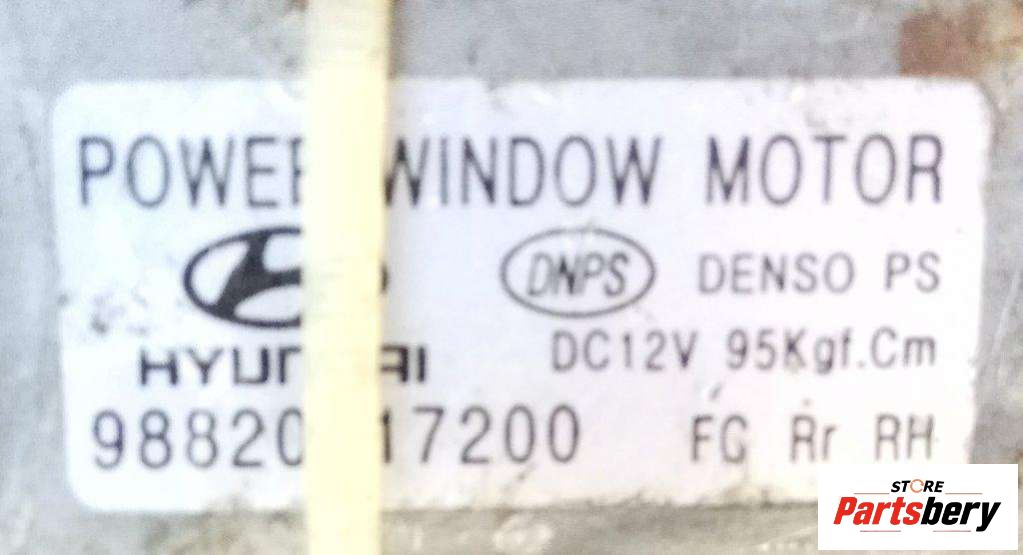 POWER WINDOW MOTOR
DNPS DENSO PS
HYUNDAI
DC12V 95Kgf.Cm
98820 17200 FG Rr RH
STORE
Partsbery